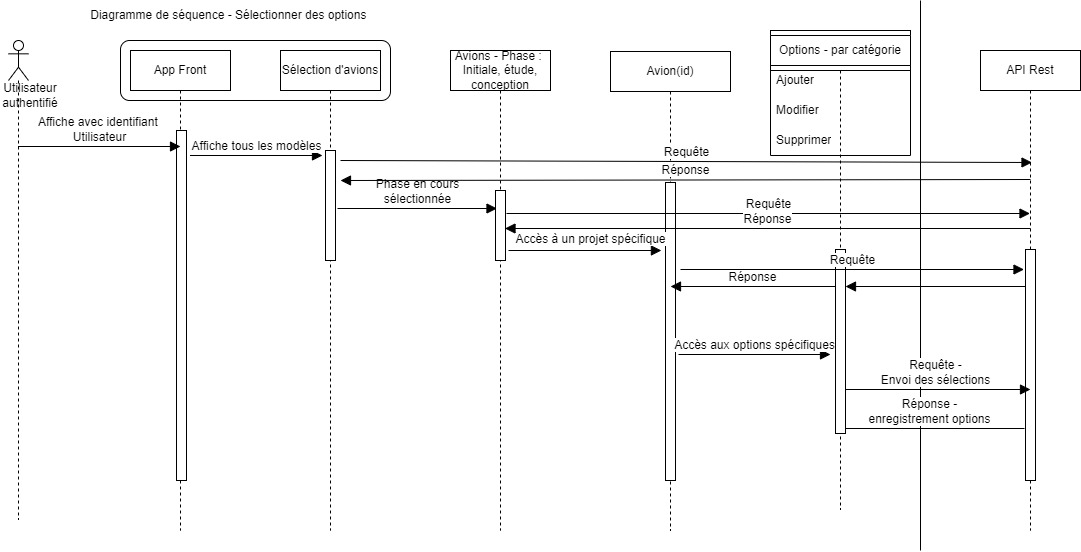 Diagramme de séquence - Sélectionner des options
Utilisateur
authentifié
App Front
Sélection d'avions
Avions - Phase :
Initiale, étude,
conception
Avion(id)
Options - par catégorie
Ajouter
Modifier
Supprimer
API Rest
Affiche avec identifiant
Utilisateur
Affiche tous les modèles
Requête
Réponse
Phase en cours
sélectionnée
Requête
Réponse
Accès à un projet spécifique
Requête
Réponse
Accès aux options spécifiques
Requête -
Envoi des sélections
Réponse -
enregistrement options